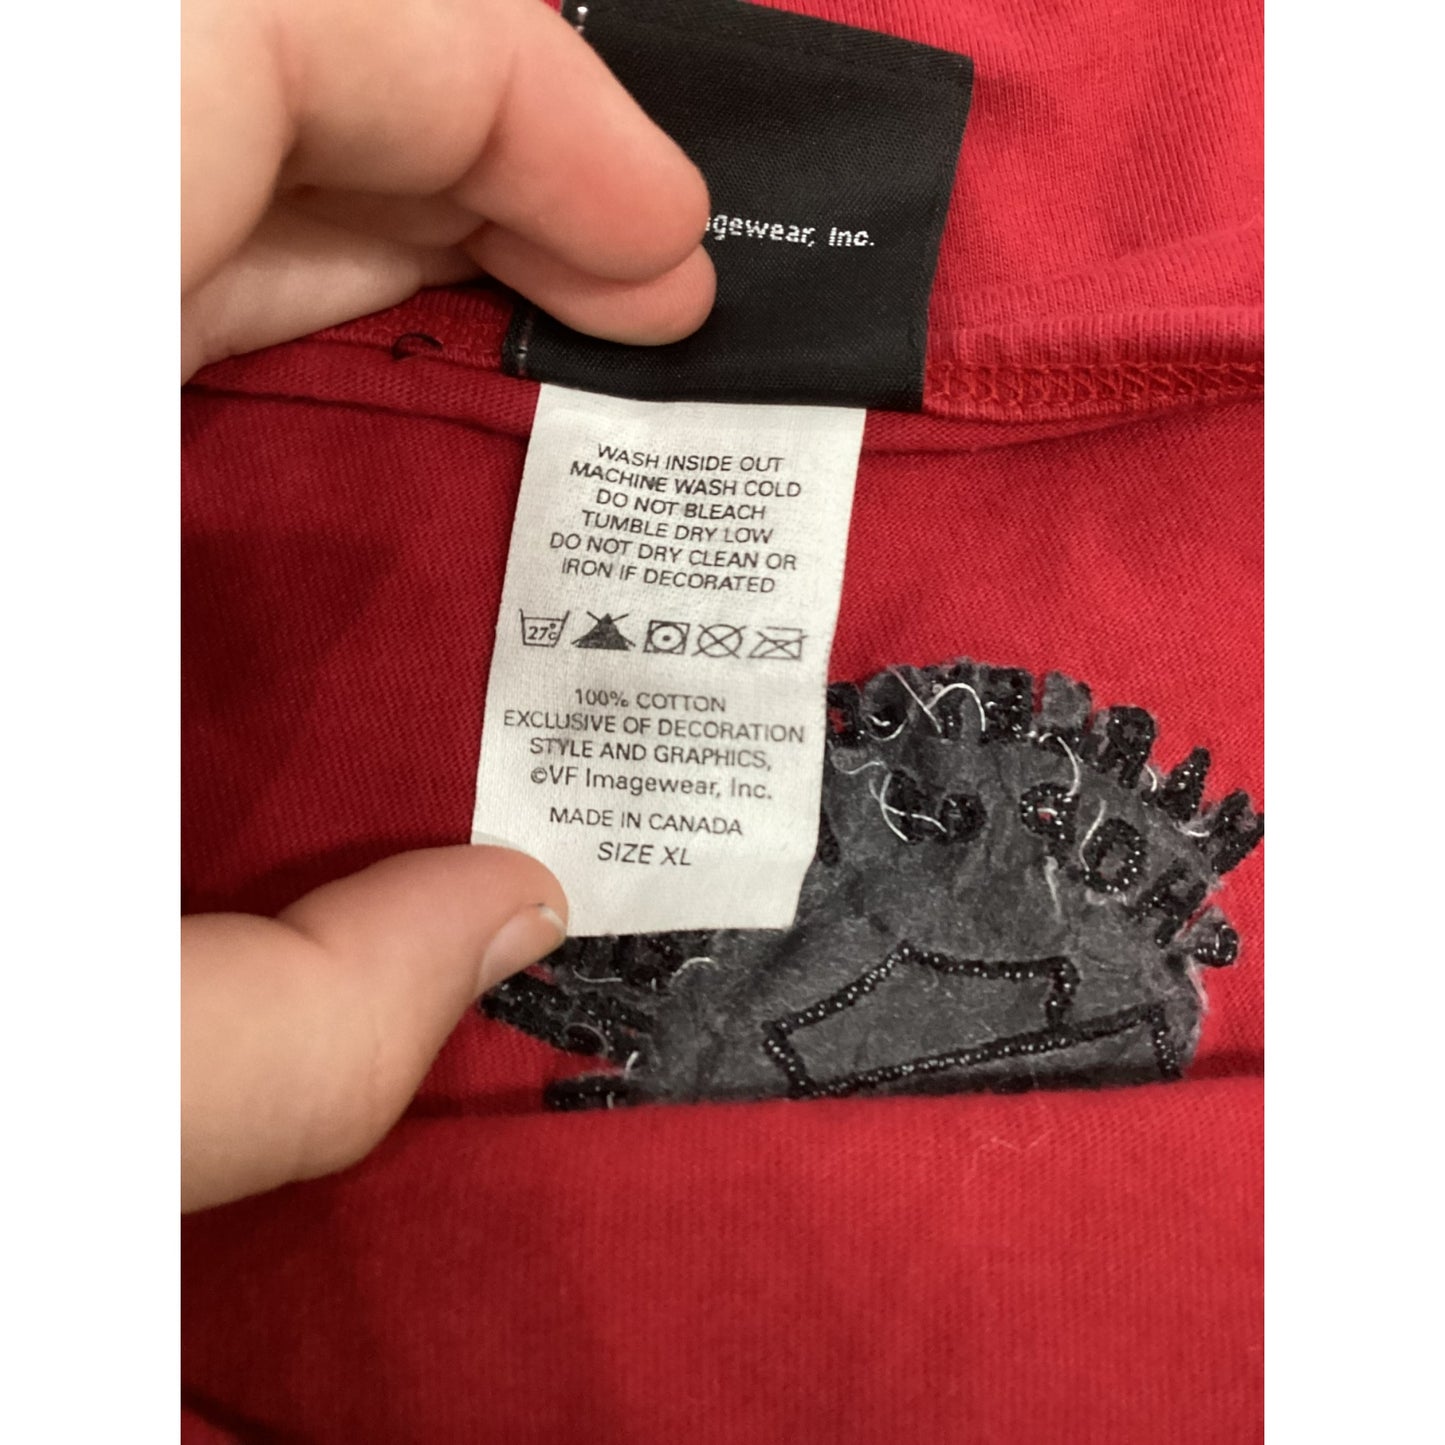 Imagewear, Inc.
WASH INSIDE OUT
MACHINE WASH COLD
DO NOT BLEACH
TUMBLE DRY LOW
DO NOT DRY CLEAN OR
IRON IF DECORATED
27°c
100% COTTON
EXCLUSIVE OF DECORATION
STYLE AND GRAPHICS,
©VF Imagewear, Inc.
MADE IN CANADA
SIZE XL